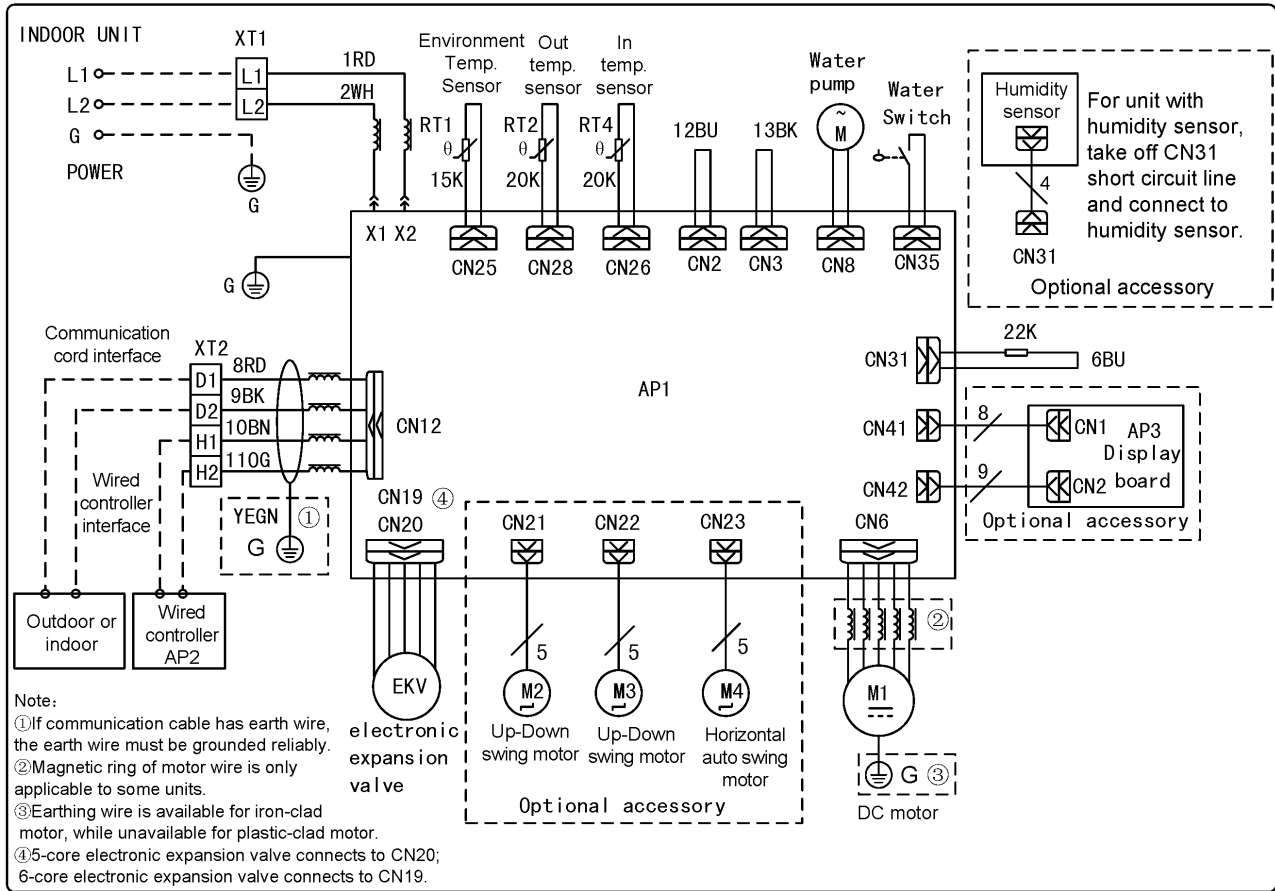 INDOOR UNIT
XT1
L1
L2
G
POWER
L1
L2
1RD
2WH
G
Environment
Temp.
Sensor
Out
temp.
sensor
In
temp.
sensor
RT1
θ
15K
RT2
θ
20K
RT4
θ
20K
12BU
13BK
Water
pump
~
M
Water
Switch
Humidity
sensor
4
CN31
For unit with
humidity sensor,
take off CN31
short circuit line
and connect to
humidity sensor.
Optional accessory
X1 X2
CN25
CN28
CN26
CN2
CN3
CN8
CN35
G
Communication
cord interface
XT2
D1
D2
H1
H2
8RD
9BK
10BN
11OG
CN12
AP1
CN31
22K
6BU
CN41
8
CN1
CN42
9
CN2
AP3
Display
board
Optional accessory
Wired
controller
interface
YEGN ①
G
CN19 ④
CN20
CN21
CN22
CN23
CN6
Outdoor or
indoor
Wired
controller
AP2
EKV
electronic
expansion
valve
5
M2
Up-Down
swing motor
5
M3
Up-Down
swing motor
5
M4
Horizontal
auto swing
motor
Optional accessory
②
M1
G ③
DC motor
Note:
①If communication cable has earth wire,
the earth wire must be grounded reliably.
②Magnetic ring of motor wire is only
applicable to some units.
③Earthing wire is available for iron-clad
motor, while unavailable for plastic-clad motor.
④5-core electronic expansion valve connects to CN20;
6-core electronic expansion valve connects to CN19.